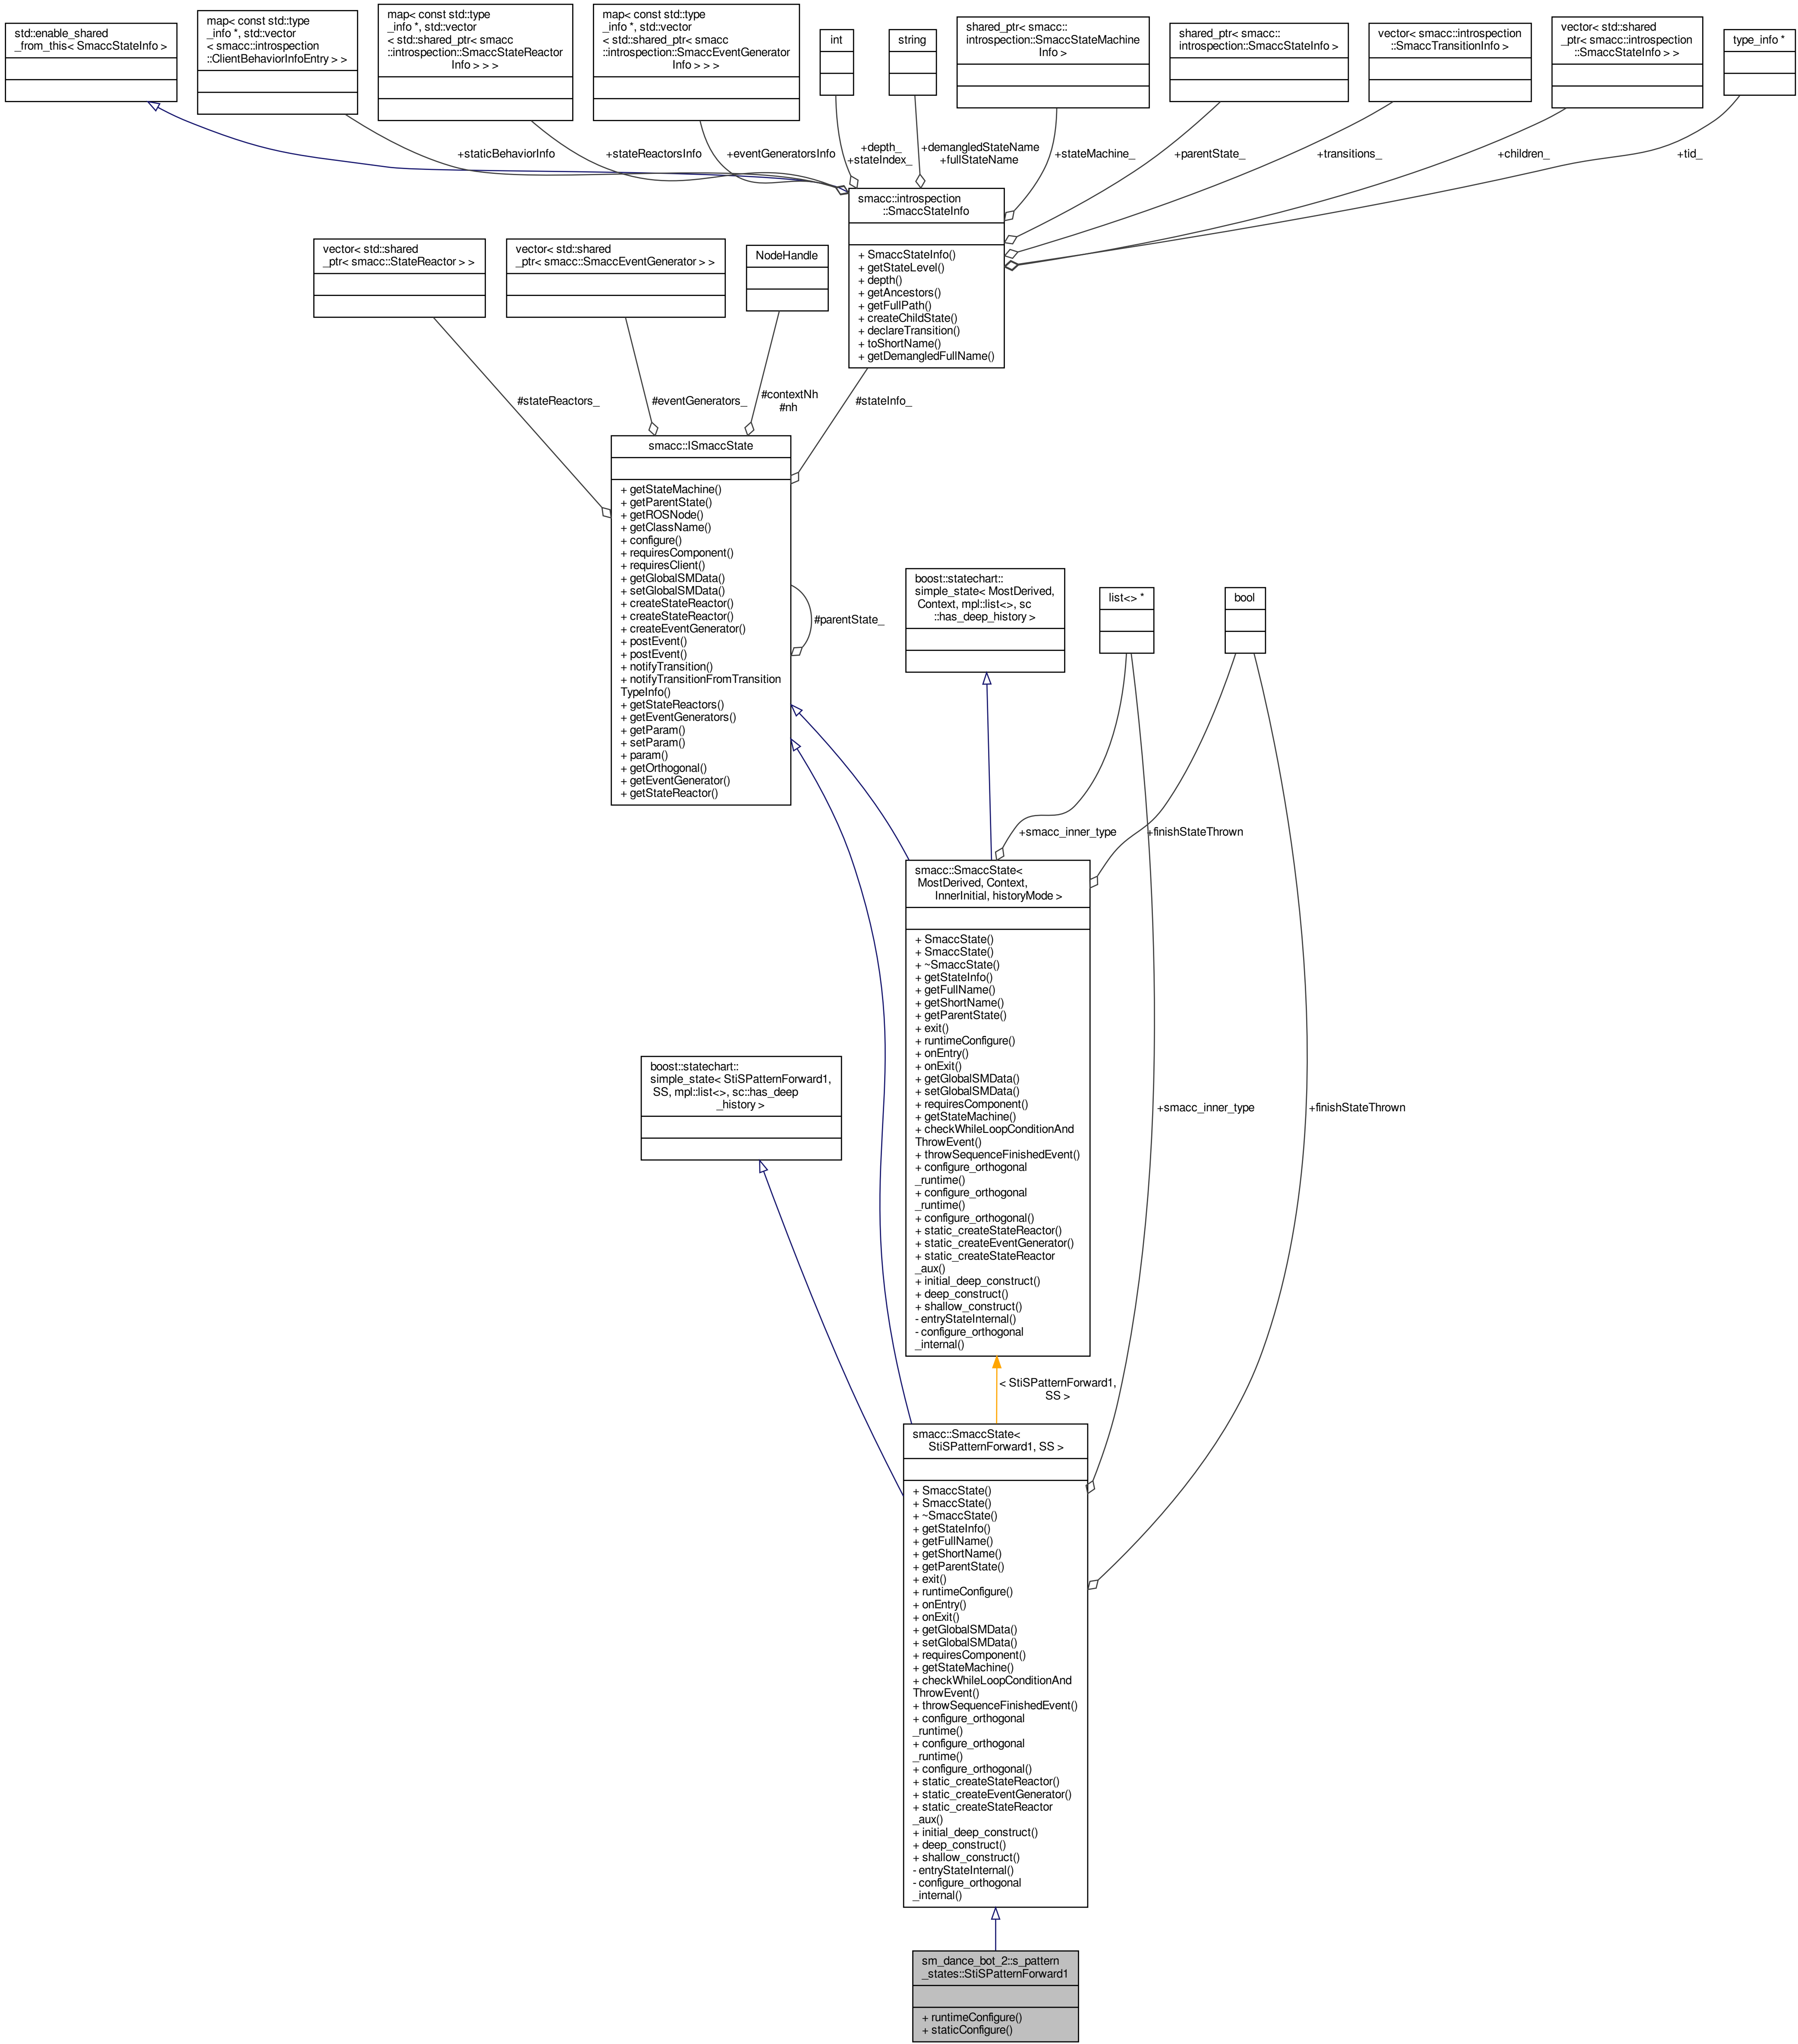 std::enable_shared
_from_this< SmaccStateInfo >
map< const std::type
_info *, std::vector
< smacc::introspection
::ClientBehaviorInfoEntry > >
map< const std::type
_info *, std::vector
< std::shared_ptr< smacc
::introspection::SmaccStateReactor
Info > > >
map< const std::type
_info *, std::vector
< std::shared_ptr< smacc
::introspection::SmaccEventGenerator
Info > > >
int
string
shared_ptr< smacc::
introspection::SmaccStateMachine
Info >
shared_ptr< smacc::
introspection::SmaccStateInfo >
vector< smacc::introspection
::SmaccTransitionInfo >
vector< std::shared
_ptr< smacc::introspection
::SmaccStateInfo > >
type_info *
+staticBehaviorInfo
+stateReactorsInfo
+eventGeneratorsInfo
+depth_
+stateIndex_
+demangledStateName
+fullStateName
+stateMachine_
+parentState_
+transitions_
+children_
+tid_
smacc::introspection
::SmaccStateInfo
+ SmaccStateInfo()
+ getStateLevel()
+ depth()
+ getAncestors()
+ getFullPath()
+ createChildState()
+ declareTransition()
+ toShortName()
+ getDemangledFullName()
vector< std::shared
_ptr< smacc::StateReactor > >
vector< std::shared
_ptr< smacc::SmaccEventGenerator > >
NodeHandle
#stateReactors_
#eventGenerators_
#contextNh
#nh
#stateInfo_
smacc::ISmaccState
+ getStateMachine()
+ getParentState()
+ getROSNode()
+ getClassName()
+ configure()
+ requiresComponent()
+ requiresClient()
+ getGlobalSMData()
+ setGlobalSMData()
+ createStateReactor()
+ createStateReactor()
+ createEventGenerator()
+ postEvent()
+ postEvent()
+ notifyTransition()
+ notifyTransitionFromTransition
TypeInfo()
+ getStateReactors()
+ getEventGenerators()
+ getParam()
+ setParam()
+ param()
+ getOrthogonal()
+ getEventGenerator()
+ getStateReactor()
#parentState_
boost::statechart::
simple_state< MostDerived,
Context, mpl::list<>, sc
::has_deep_history >
list<> *
bool
+smacc_inner_type
+finishStateThrown
smacc::SmaccState<
MostDerived, Context,
InnerInitial, historyMode >
+ SmaccState()
+ SmaccState()
+ ~SmaccState()
+ getStateInfo()
+ getFullName()
+ getShortName()
+ getParentState()
+ exit()
+ runtimeConfigure()
+ onEntry()
+ onExit()
+ getGlobalSMData()
+ setGlobalSMData()
+ requiresComponent()
+ getStateMachine()
+ checkWhileLoopConditionAnd
ThrowEvent()
+ throwSequenceFinishedEvent()
+ configure_orthogonal
_runtime()
+ configure_orthogonal
_runtime()
+ configure_orthogonal()
+ static_createStateReactor()
+ static_createEventGenerator()
+ static_createStateReactor
_aux()
+ initial_deep_construct()
+ deep_construct()
+ shallow_construct()
- entryStateInternal()
- configure_orthogonal
_internal()
boost::statechart::
simple_state< StiSPatternForward1,
SS, mpl::list<>, sc::has_deep
_history >
+smacc_inner_type
+finishStateThrown
< StiSPatternForward1,
SS >
smacc::SmaccState<
StiSPatternForward1, SS >
+ SmaccState()
+ SmaccState()
+ ~SmaccState()
+ getStateInfo()
+ getFullName()
+ getShortName()
+ getParentState()
+ exit()
+ runtimeConfigure()
+ onEntry()
+ onExit()
+ getGlobalSMData()
+ setGlobalSMData()
+ requiresComponent()
+ getStateMachine()
+ checkWhileLoopConditionAnd
ThrowEvent()
+ throwSequenceFinishedEvent()
+ configure_orthogonal
_runtime()
+ configure_orthogonal
_runtime()
+ configure_orthogonal()
+ static_createStateReactor()
+ static_createEventGenerator()
+ static_createStateReactor
_aux()
+ initial_deep_construct()
+ deep_construct()
+ shallow_construct()
- entryStateInternal()
- configure_orthogonal
_internal()
sm_dance_bot_2::s_pattern
_states::StiSPatternForward1
+ runtimeConfigure()
+ staticConfigure()